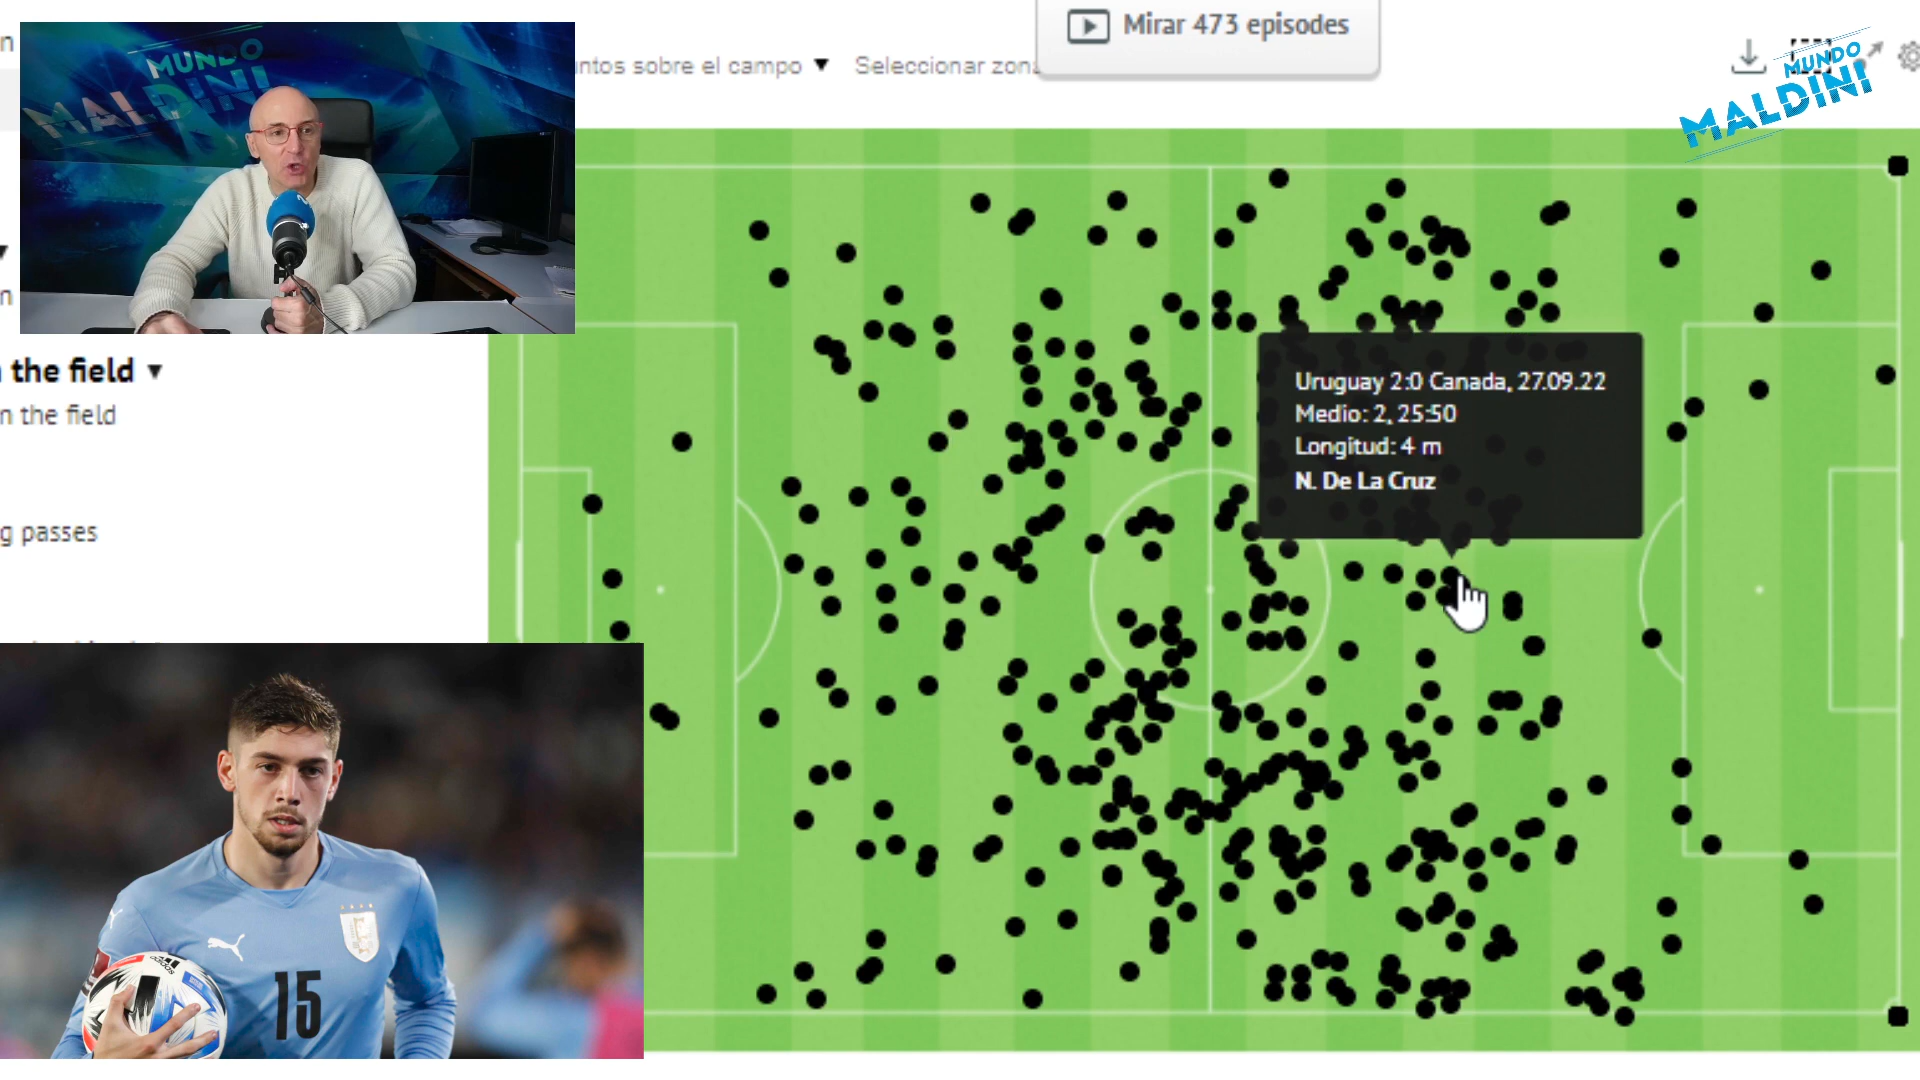 Mirar 473 episodes
ntos sobre el campo ▼
Seleccionar zona
MUNDO
MALDINI
MUNDO
MALDINI
n
n
the field ▼
n the field
g passes
Uruguay 2:0 Canada, 27.09.22
Medio: 2, 25:50
Longitud: 4 m
N. De La Cruz
15